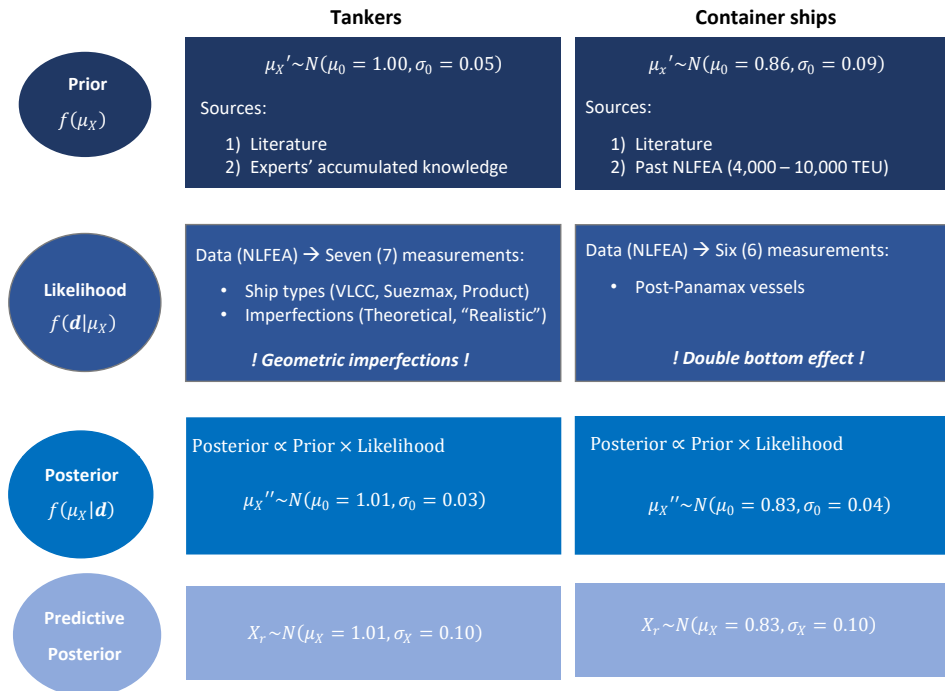 Tankers
Container ships
Prior
f(μ_X)
μ_X′~N(μ_0 = 1.00, σ_0 = 0.05)
Sources:
1) Literature
2) Experts’ accumulated knowledge
μ_x′~N(μ_0 = 0.86, σ_0 = 0.09)
Sources:
1) Literature
2) Past NLFEA (4,000 – 10,000 TEU)
Likelihood
f(d|μ_X)
Data (NLFEA) → Seven (7) measurements:
• Ship types (VLCC, Suezmax, Product)
• Imperfections (Theoretical, “Realistic”)
! Geometric imperfections !
Data (NLFEA) → Six (6) measurements:
• Post-Panamax vessels
! Double bottom effect !
Posterior
f(μ_X|d)
Posterior ∝ Prior × Likelihood
μ_X′′~N(μ_0 = 1.01, σ_0 = 0.03)
Posterior ∝ Prior × Likelihood
μ_X′′~N(μ_0 = 0.83, σ_0 = 0.04)
Predictive
Posterior
X_r~N(μ_X = 1.01, σ_X = 0.10)
X_r~N(μ_X = 0.83, σ_X = 0.10)